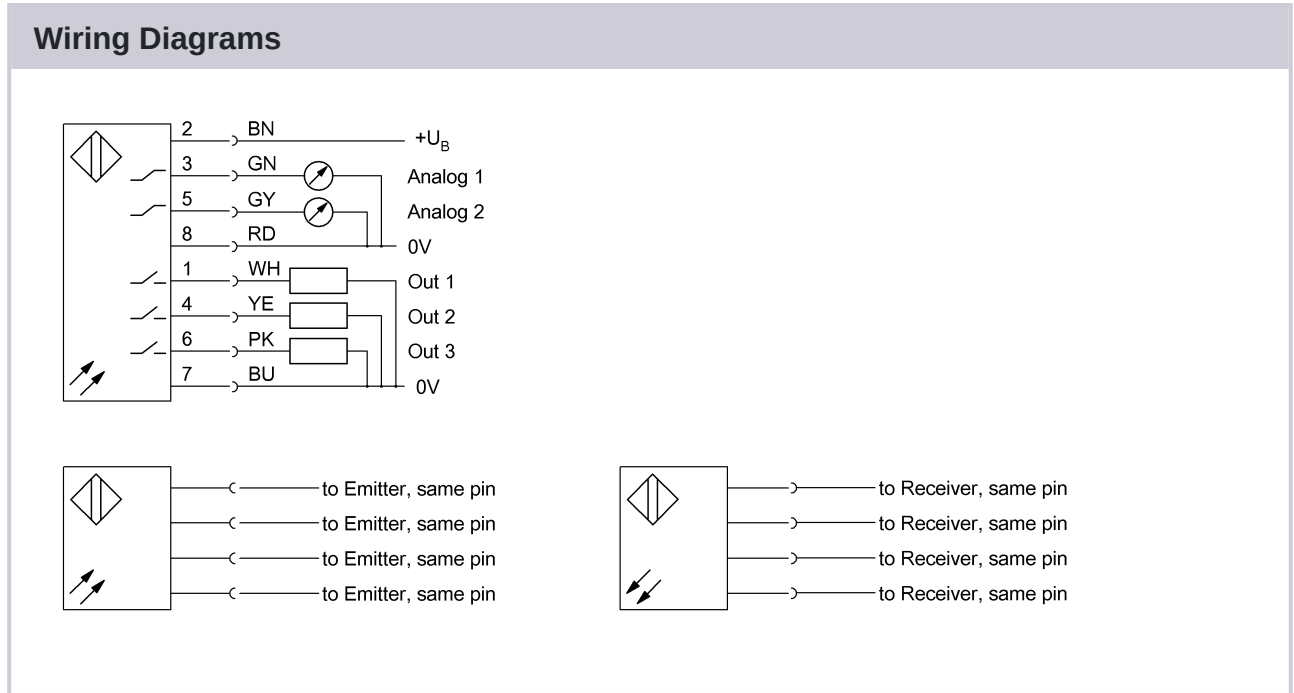 Wiring Diagrams
2 BN +UB
3 GN Analog 1
5 GY Analog 2
8 RD 0V
1 WH Out 1
4 YE Out 2
6 PK Out 3
7 BU 0V
to Emitter, same pin
to Emitter, same pin
to Emitter, same pin
to Emitter, same pin
to Receiver, same pin
to Receiver, same pin
to Receiver, same pin
to Receiver, same pin